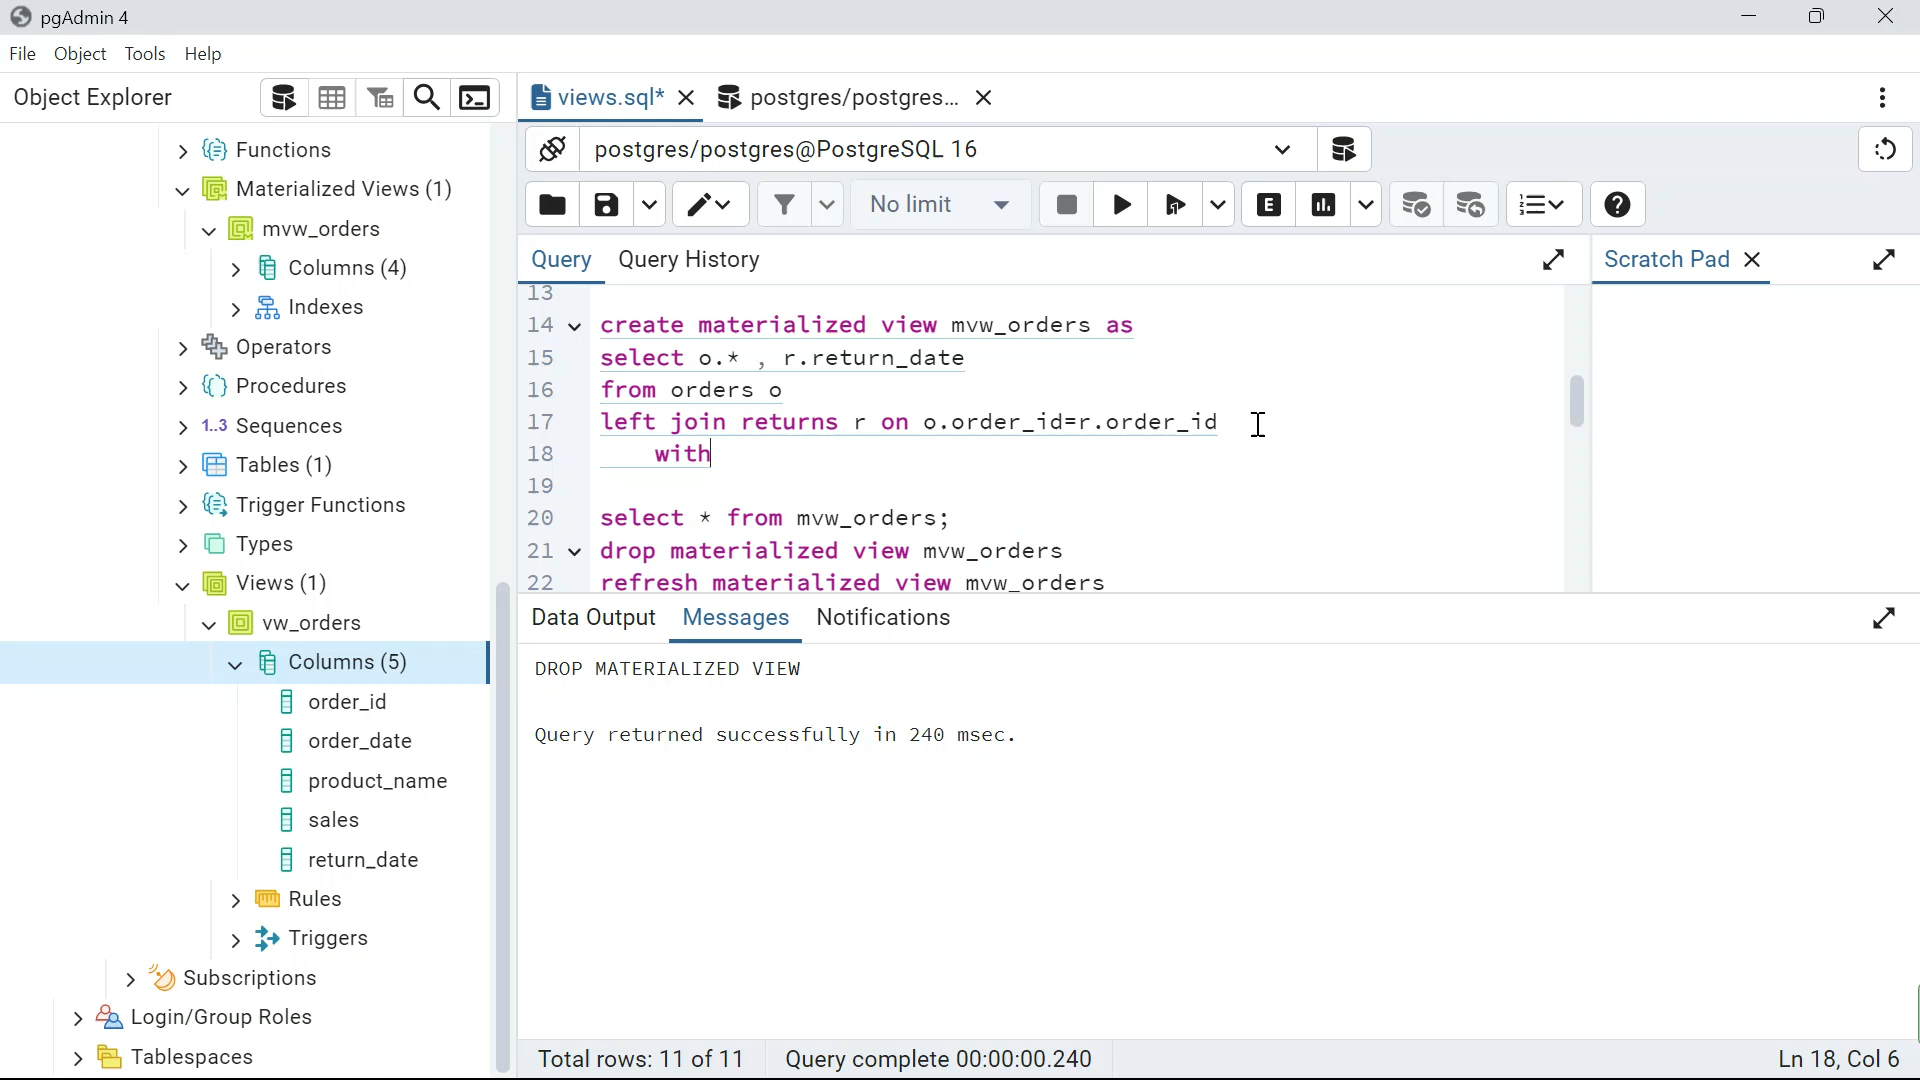 pgAdmin 4
File Object Tools Help
Object Explorer
views.sql*
postgres/postgres...
postgres/postgres@PostgreSQL 16
No limit
Query
Query History
Scratch Pad
Functions
Materialized Views (1)
mvw_orders
Columns (4)
Indexes
Operators
Procedures
1..3 Sequences
Tables (1)
Trigger Functions
Types
Views (1)
vw_orders
Columns (5)
order_id
order_date
product_name
sales
return_date
Rules
Triggers
Subscriptions
Login/Group Roles
Tablespaces
13
14 create materialized view mvw_orders as
15 select o.* , r.return_date
16 from orders o
17 left join returns r on o.order_id=r.order_id
18 with
19
20 select * from mvw_orders;
21 drop materialized view mvw_orders
22 refresh materialized view mvw_orders
Data Output
Messages
Notifications
DROP MATERIALIZED VIEW
Query returned successfully in 240 msec.
Total rows: 11 of 11
Query complete 00:00:00.240
Ln 18, Col 6